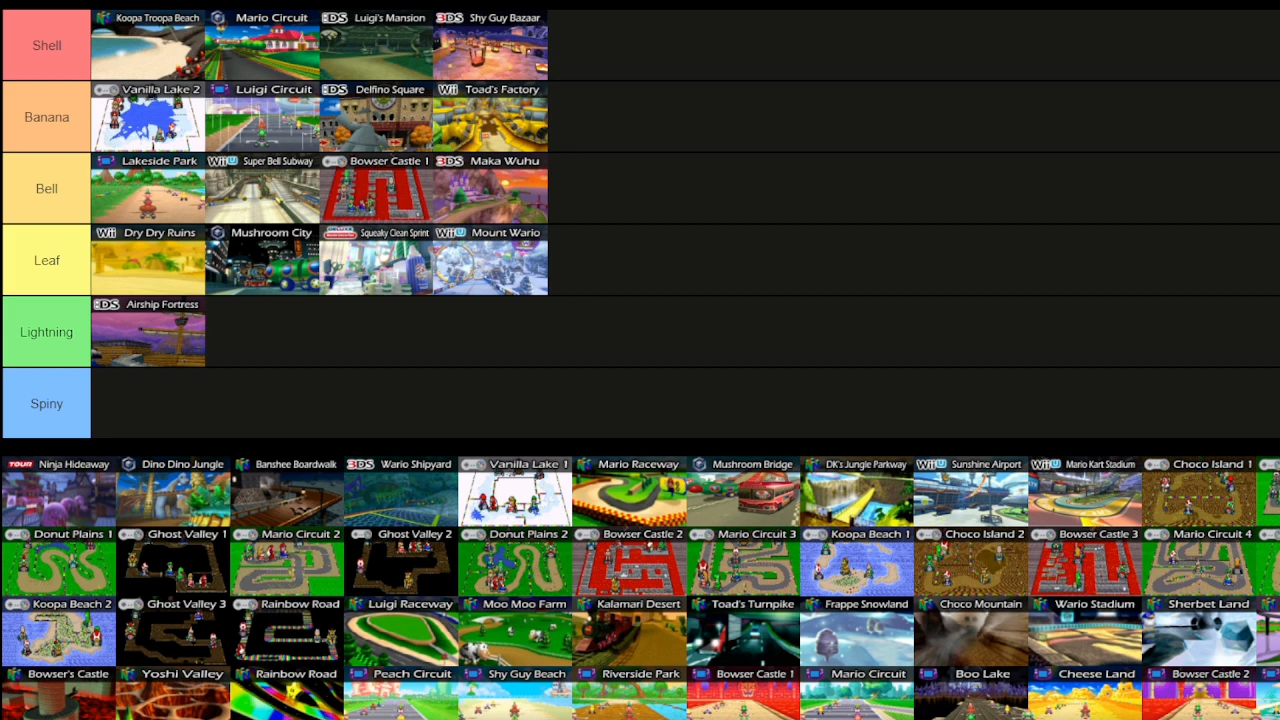 Shell
Koopa Troopa Beach
Mario Circuit
DS Luigi's Mansion
3DS Shy Guy Bazaar
Banana
Vanilla Lake 2
Luigi Circuit
DS Delfino Square
Wii Toad's Factory
Bell
Lakeside Park
WiiU Super Bell Subway
Bowser Castle 1
3DS Maka Wuhu
Leaf
Wii Dry Dry Ruins
Mushroom City
Squeaky Clean Sprint
WiiU Mount Wario
Lightning
DS Airship Fortress
Spiny
TOUR Ninja Hideaway
Dino Dino Jungle
Banshee Boardwalk
3DS Wario Shipyard
Vanilla Lake 1
Mario Raceway
Mushroom Bridge
DK's Jungle Parkway
WiiU Sunshine Airport
WiiU Mario Kart Stadium
Choco Island 1
Donut Plains 1
Ghost Valley 1
Mario Circuit 2
Ghost Valley 2
Donut Plains 2
Bowser Castle 2
Mario Circuit 3
Koopa Beach 1
Choco Island 2
Bowser Castle 3
Mario Circuit 4
Koopa Beach 2
Ghost Valley 3
Rainbow Road
Luigi Raceway
Moo Moo Farm
Kalamari Desert
Toad's Turnpike
Frappe Snowland
Choco Mountain
Wario Stadium
Sherbet Land
Bowser's Castle
Yoshi Valley
Rainbow Road
Peach Circuit
Shy Guy Beach
Riverside Park
Bowser Castle 1
Mario Circuit
Boo Lake
Cheese Land
Bowser Castle 2